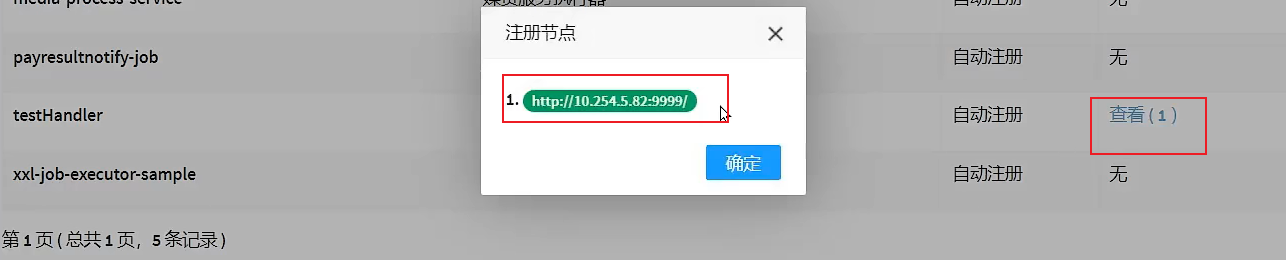 media-process-service 媒资服务执行器 自动注册 无
注册节点
payresultnotify-job 自动注册 无
1. http://10.254.5.82:9999/
testHandler 自动注册 查看 ( 1 )
确定
xxl-job-executor-sample 自动注册 无
第 1 页 ( 总共 1 页，5 条记录 )